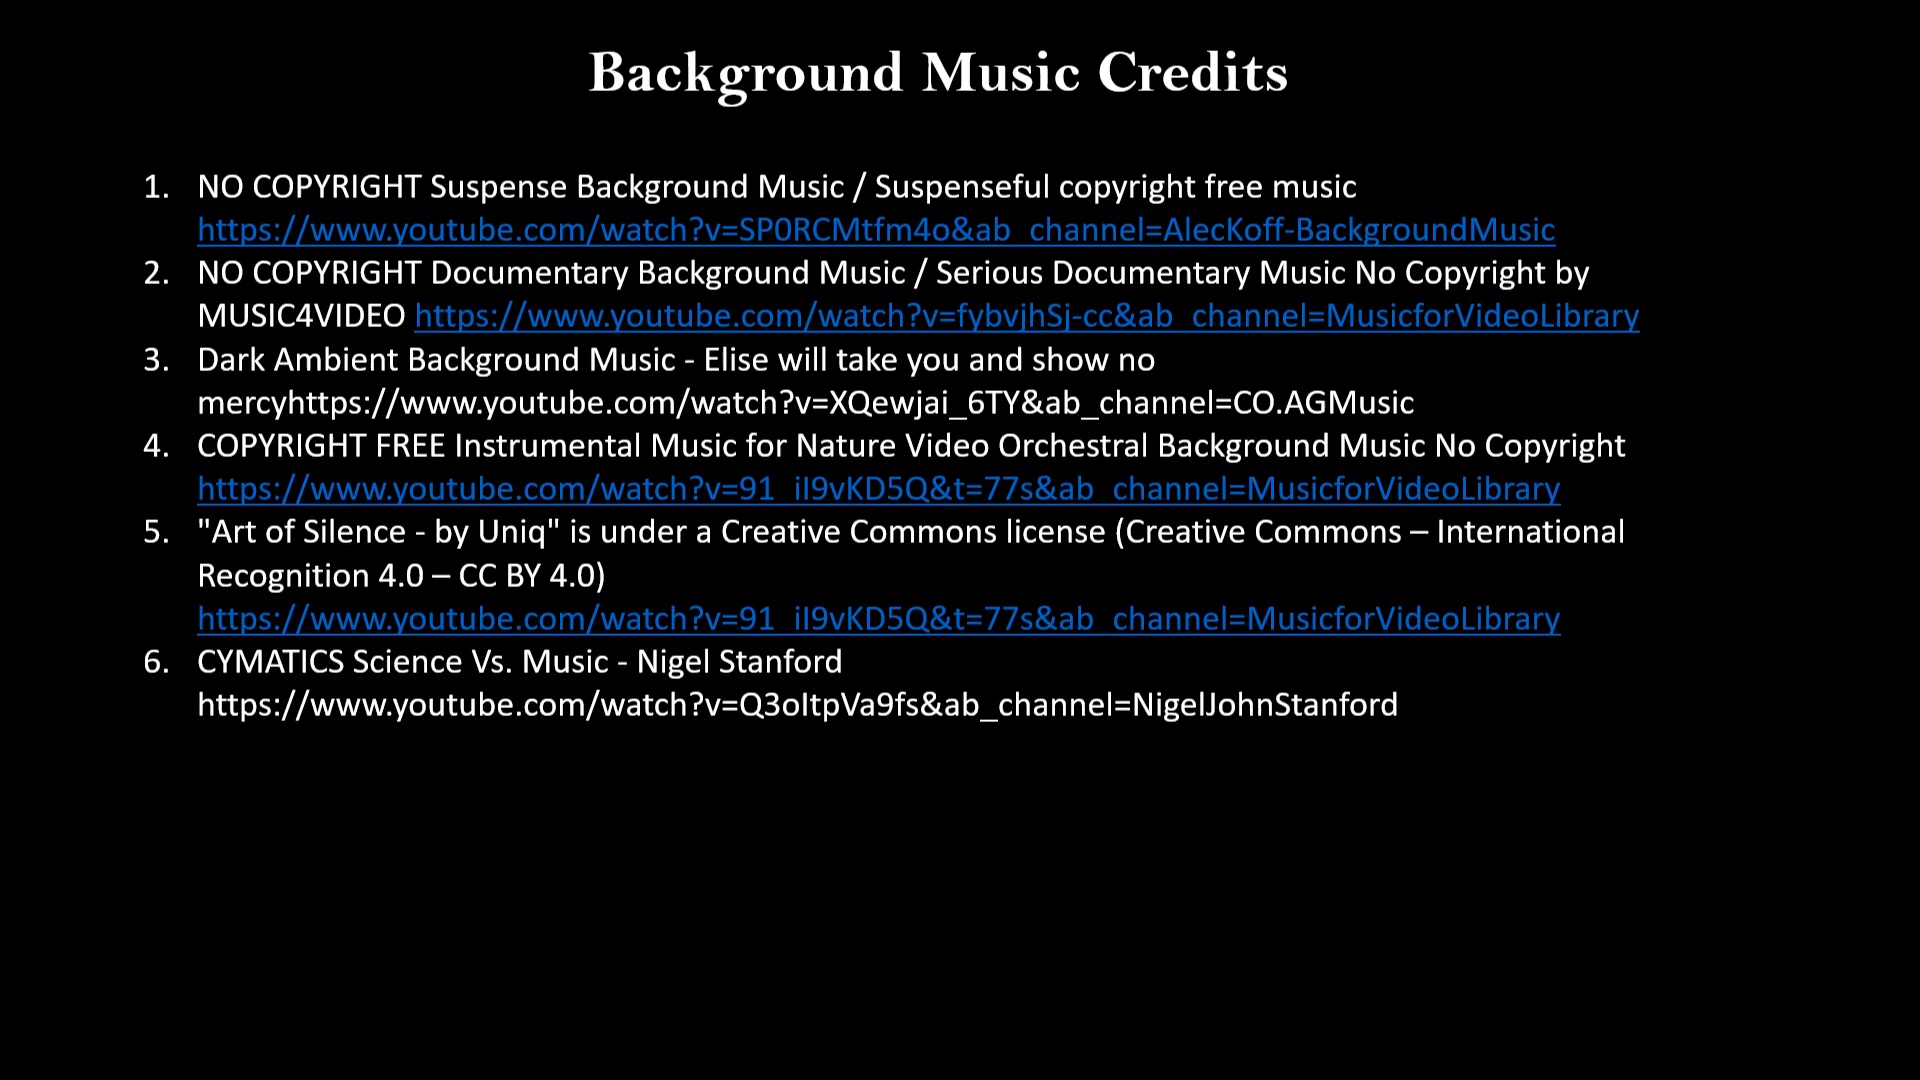 Background Music Credits
1. NO COPYRIGHT Suspense Background Music / Suspenseful copyright free music
https://www.youtube.com/watch?v=SP0RCMtfm4o&ab_channel=AlecKoff-BackgroundMusic
2. NO COPYRIGHT Documentary Background Music / Serious Documentary Music No Copyright by
MUSIC4VIDEO https://www.youtube.com/watch?v=fybvjhSj-cc&ab_channel=MusicforVideoLibrary
3. Dark Ambient Background Music - Elise will take you and show no
mercyhttps://www.youtube.com/watch?v=XQewjai_6TY&ab_channel=CO.AGMusic
4. COPYRIGHT FREE Instrumental Music for Nature Video Orchestral Background Music No Copyright
https://www.youtube.com/watch?v=91_iI9vKD5Q&t=77s&ab_channel=MusicforVideoLibrary
5. "Art of Silence - by Uniq" is under a Creative Commons license (Creative Commons – International
Recognition 4.0 – CC BY 4.0)
https://www.youtube.com/watch?v=91_iI9vKD5Q&t=77s&ab_channel=MusicforVideoLibrary
6. CYMATICS Science Vs. Music - Nigel Stanford
https://www.youtube.com/watch?v=Q3oItpVa9fs&ab_channel=NigelJohnStanford